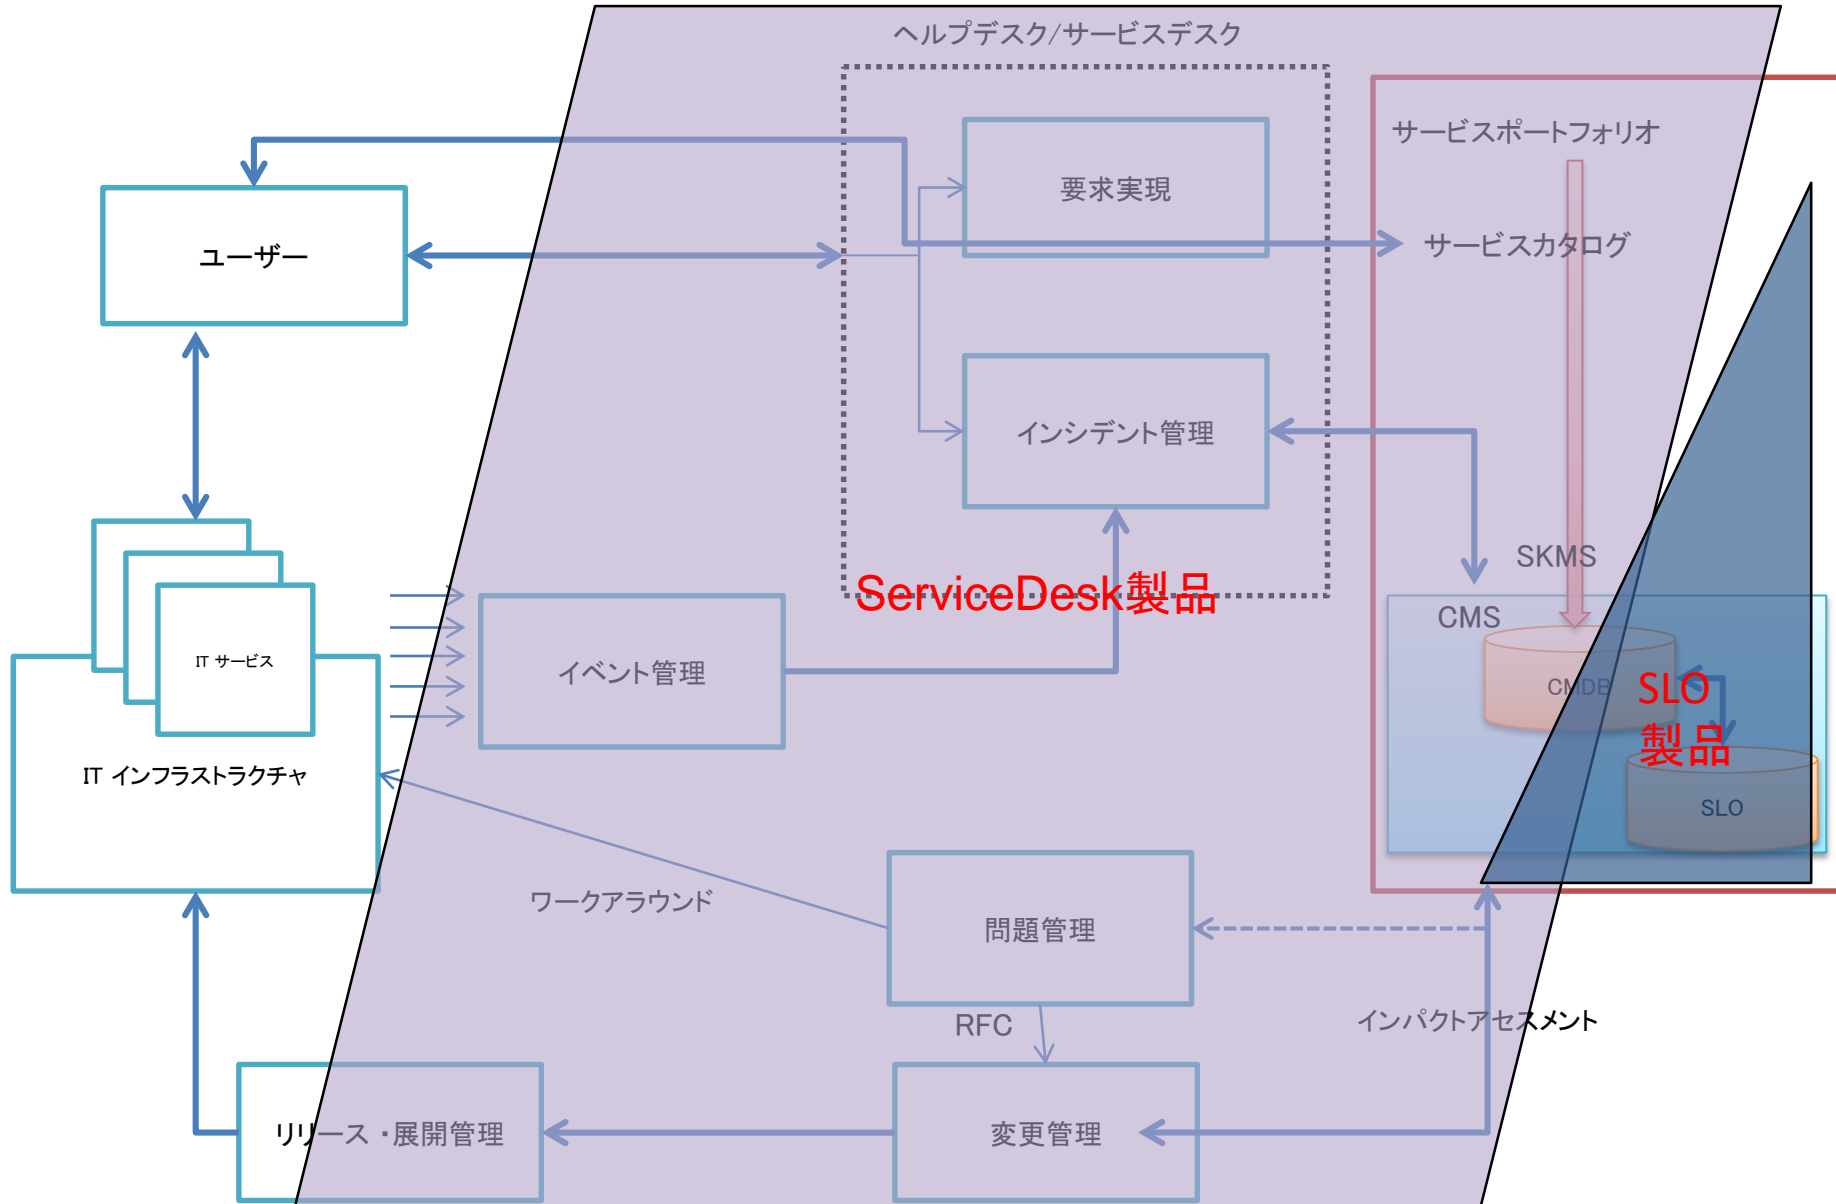 ヘルプデスク/サービスデスク
サービスポートフォリオ
要求実現
ユーザー
サービスカタログ
インシデント管理
SKMS
ServiceDesk製品
CMS
IT サービス
イベント管理
CMDB
SLO
製品
IT インフラストラクチャ
SLO
ワークアラウンド
問題管理
RFC
インパクトアセスメント
リリース・展開管理
変更管理